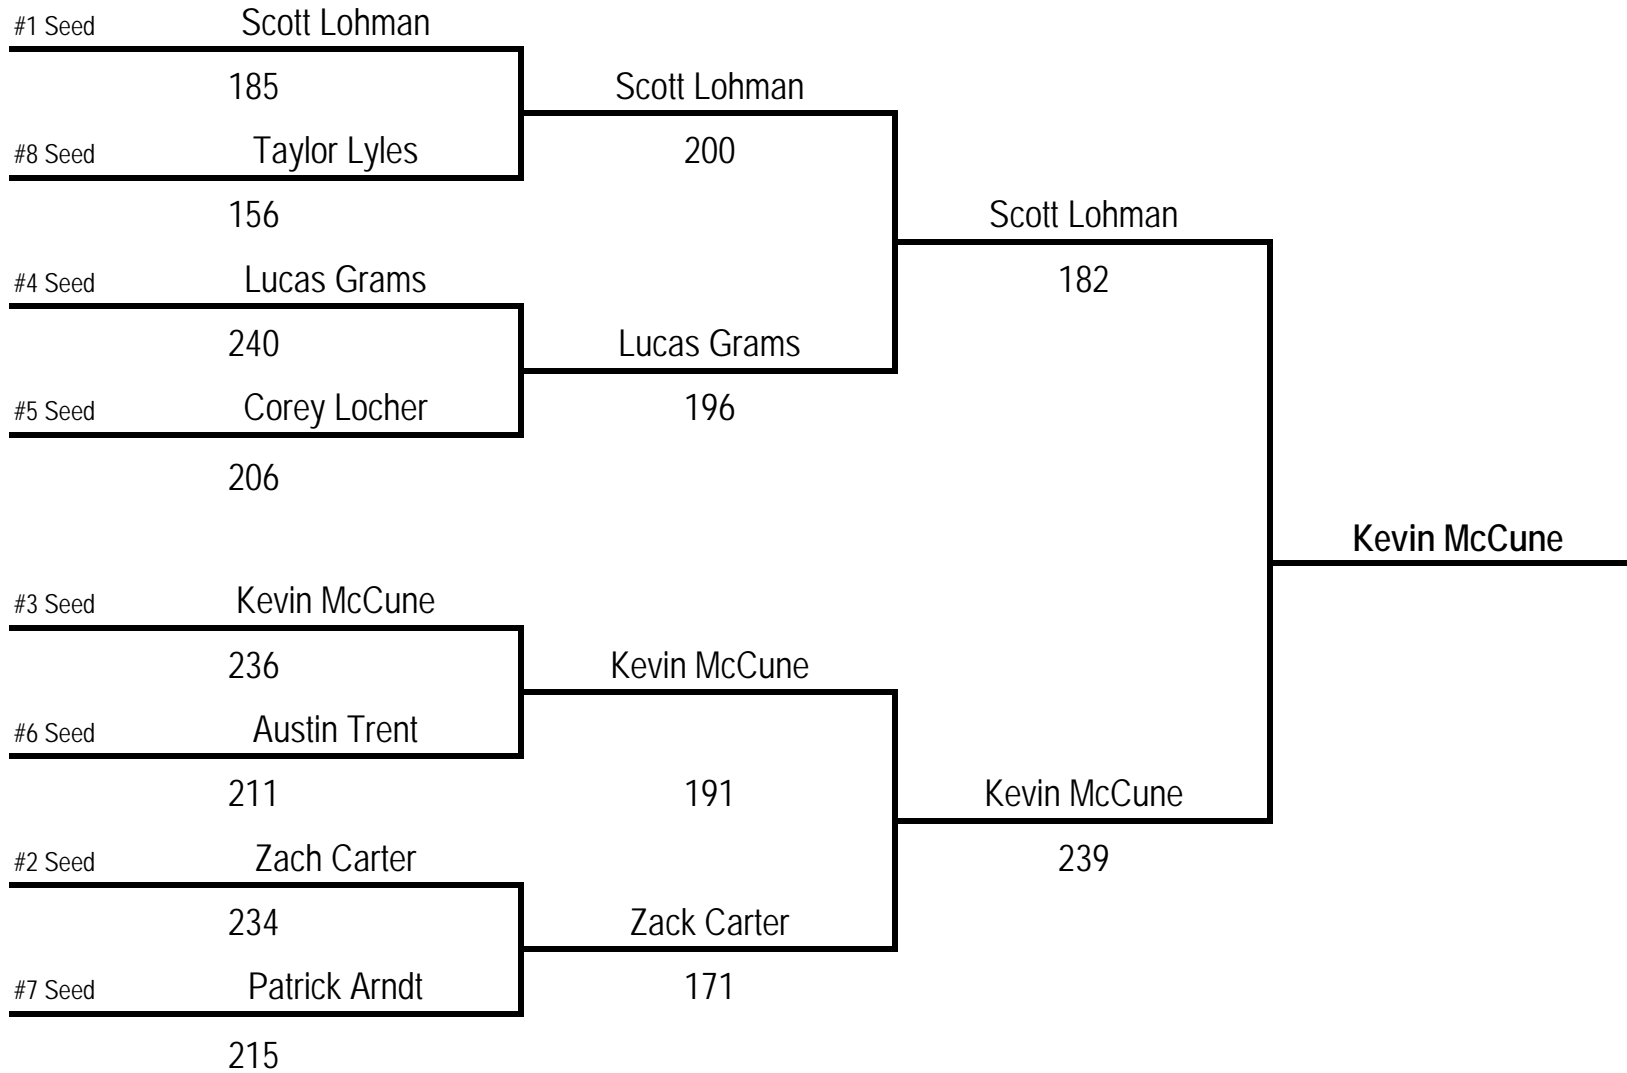 #1 Seed Scott Lohman
185 Scott Lohman
#8 Seed Taylor Lyles 200
156 Scott Lohman
#4 Seed Lucas Grams 182
240 Lucas Grams
#5 Seed Corey Locher 196
206
Kevin McCune
#3 Seed Kevin McCune
236 Kevin McCune
#6 Seed Austin Trent
211 191 Kevin McCune
#2 Seed Zach Carter 239
234 Zack Carter
#7 Seed Patrick Arndt 171
215